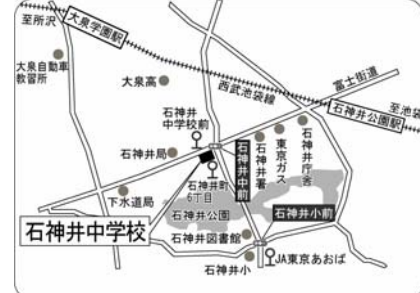 至所沢
大泉学園駅
大泉自動車
教習所
大泉高
西武池袋線
富士街道
石神井公園駅
至池袋
石神井
中学校前
石神井局
石神井中前
石神井署
東京ガス
石神井庁舎
下水道局
石神井町
6丁目
石神井公園
石神井小前
石神井中学校
石神井図書館
石神井小
JA東京あおば